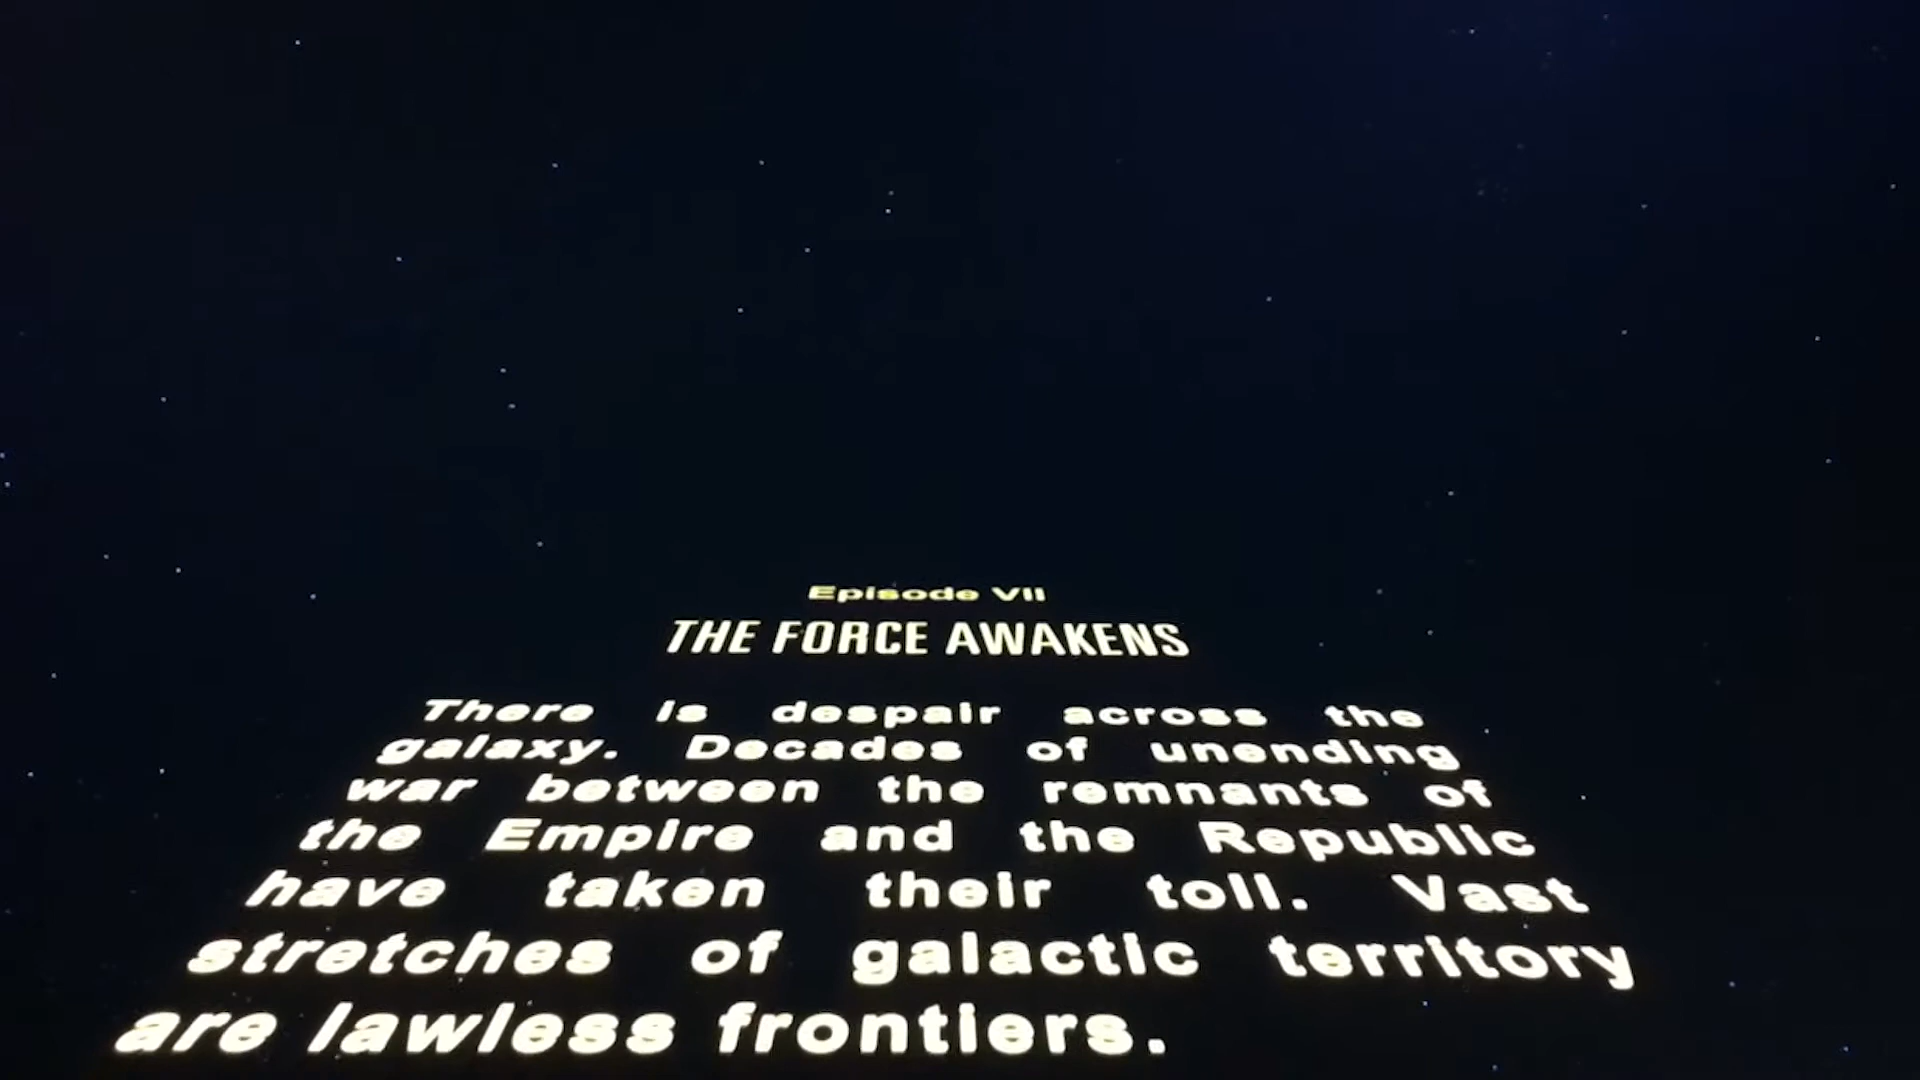 Episode VII
THE FORCE AWAKENS
There is despair across the
galaxy. Decades of unending
war between the remnants of
the Empire and the Republic
have taken their toll. Vast
stretches of galactic territory
are lawless frontiers.